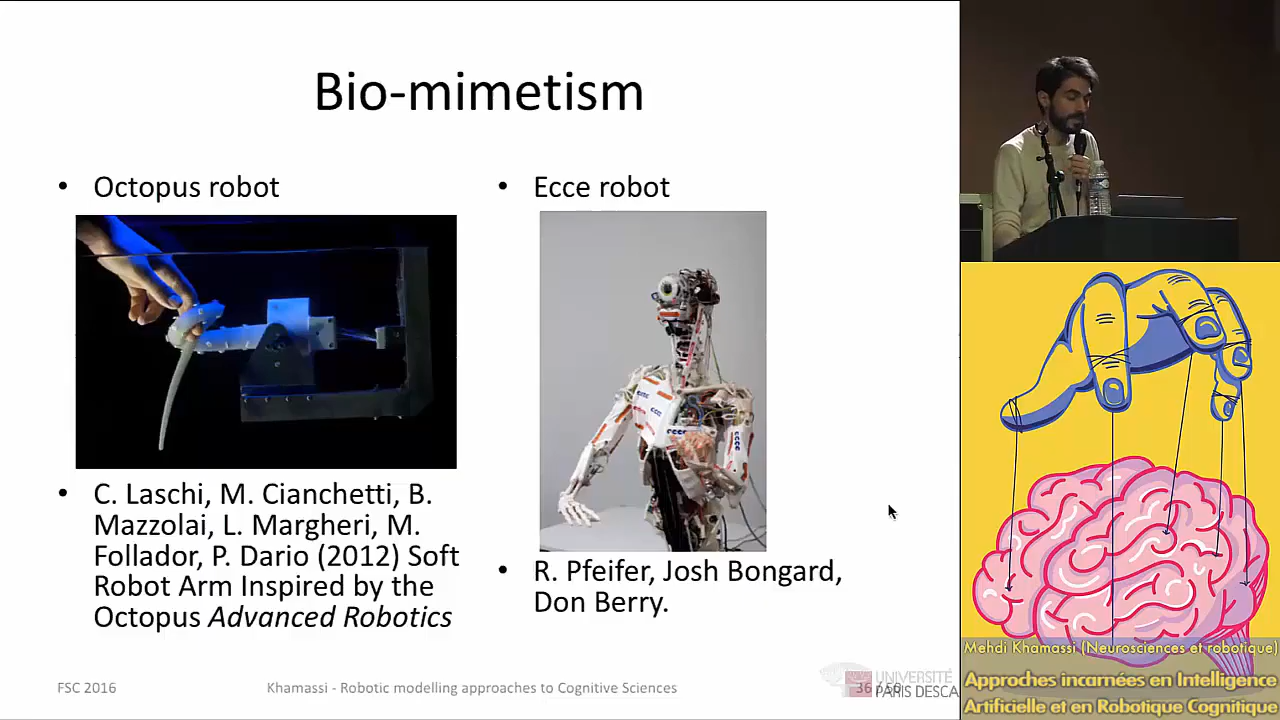 Bio-mimetism
• Octopus robot
• C. Laschi, M. Cianchetti, B.
Mazzolai, L. Margheri, M.
Follador, P. Dario (2012) Soft
Robot Arm Inspired by the
Octopus Advanced Robotics
• Ecce robot
• R. Pfeifer, Josh Bongard,
Don Berry.
FSC 2016
Khamassi - Robotic modelling approaches to Cognitive Sciences
36 / 50
UNIVERSITÉ
PARIS DESCA
Mehdi Khamassi (Neurosciences et robotique)
Approches incarnées en Intelligence
Artificielle et en Robotique Cognitique